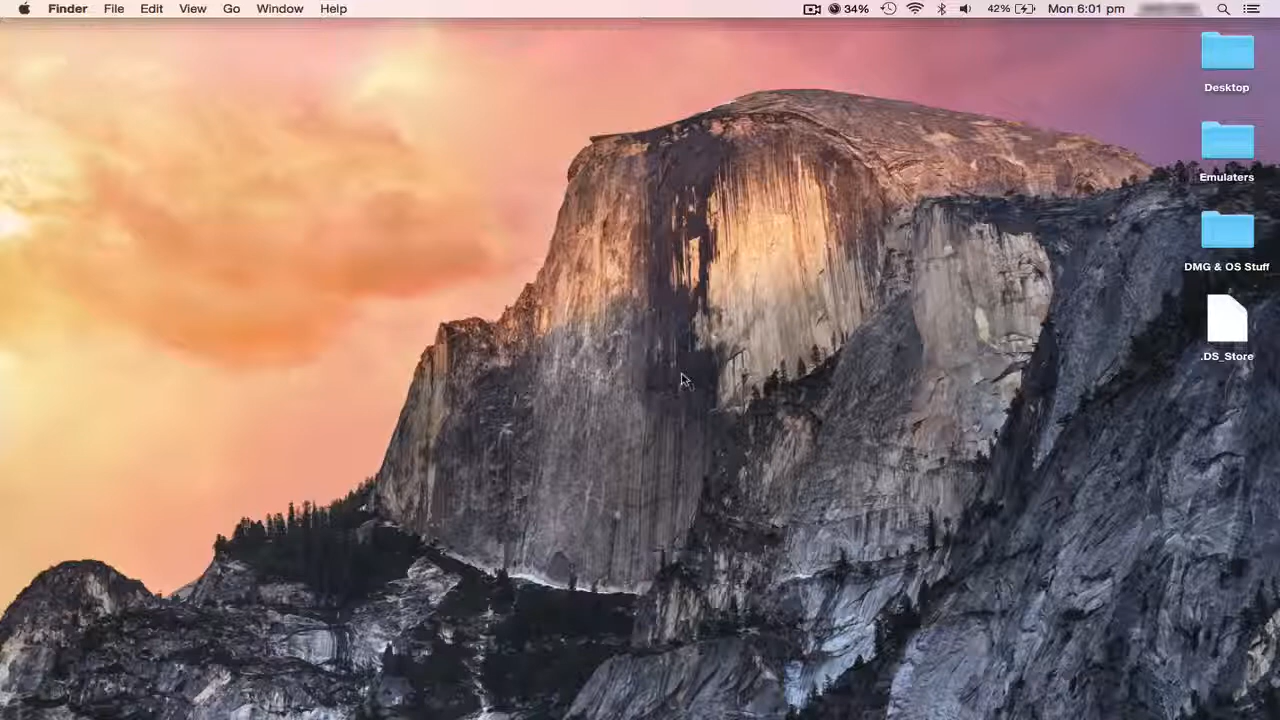 Finder File Edit View Go Window Help 34% 42% Mon 6:01 pm
Desktop
Emulaters
DMG & OS Stuff
.DS_Store